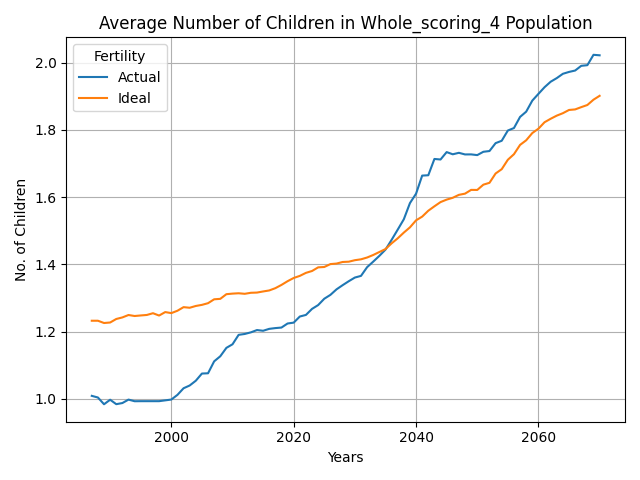 Average Number of Children in Whole_scoring_4 Population
Fertility
Actual
Ideal
No. of Children
2.0
1.8
1.6
1.4
1.2
1.0
2000 2020 2040 2060
Years